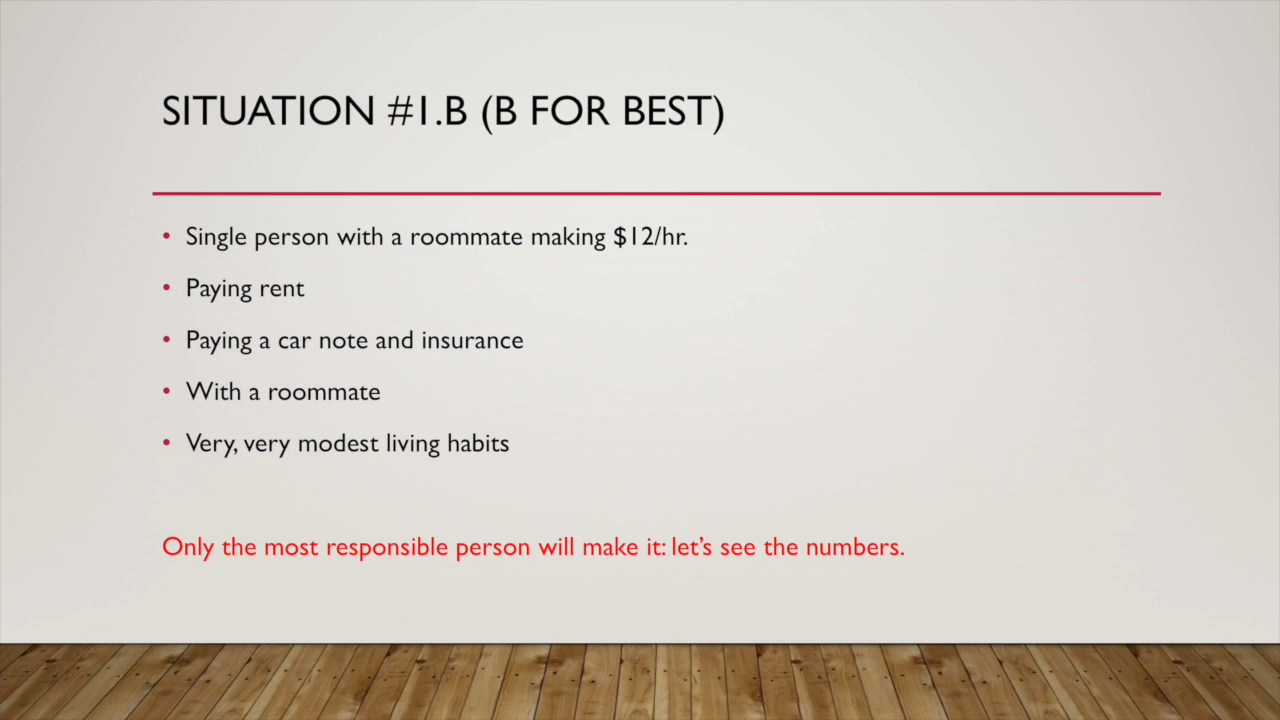 SITUATION #1.B (B FOR BEST)
• Single person with a roommate making $12/hr.
• Paying rent
• Paying a car note and insurance
• With a roommate
• Very, very modest living habits
Only the most responsible person will make it: let’s see the numbers.